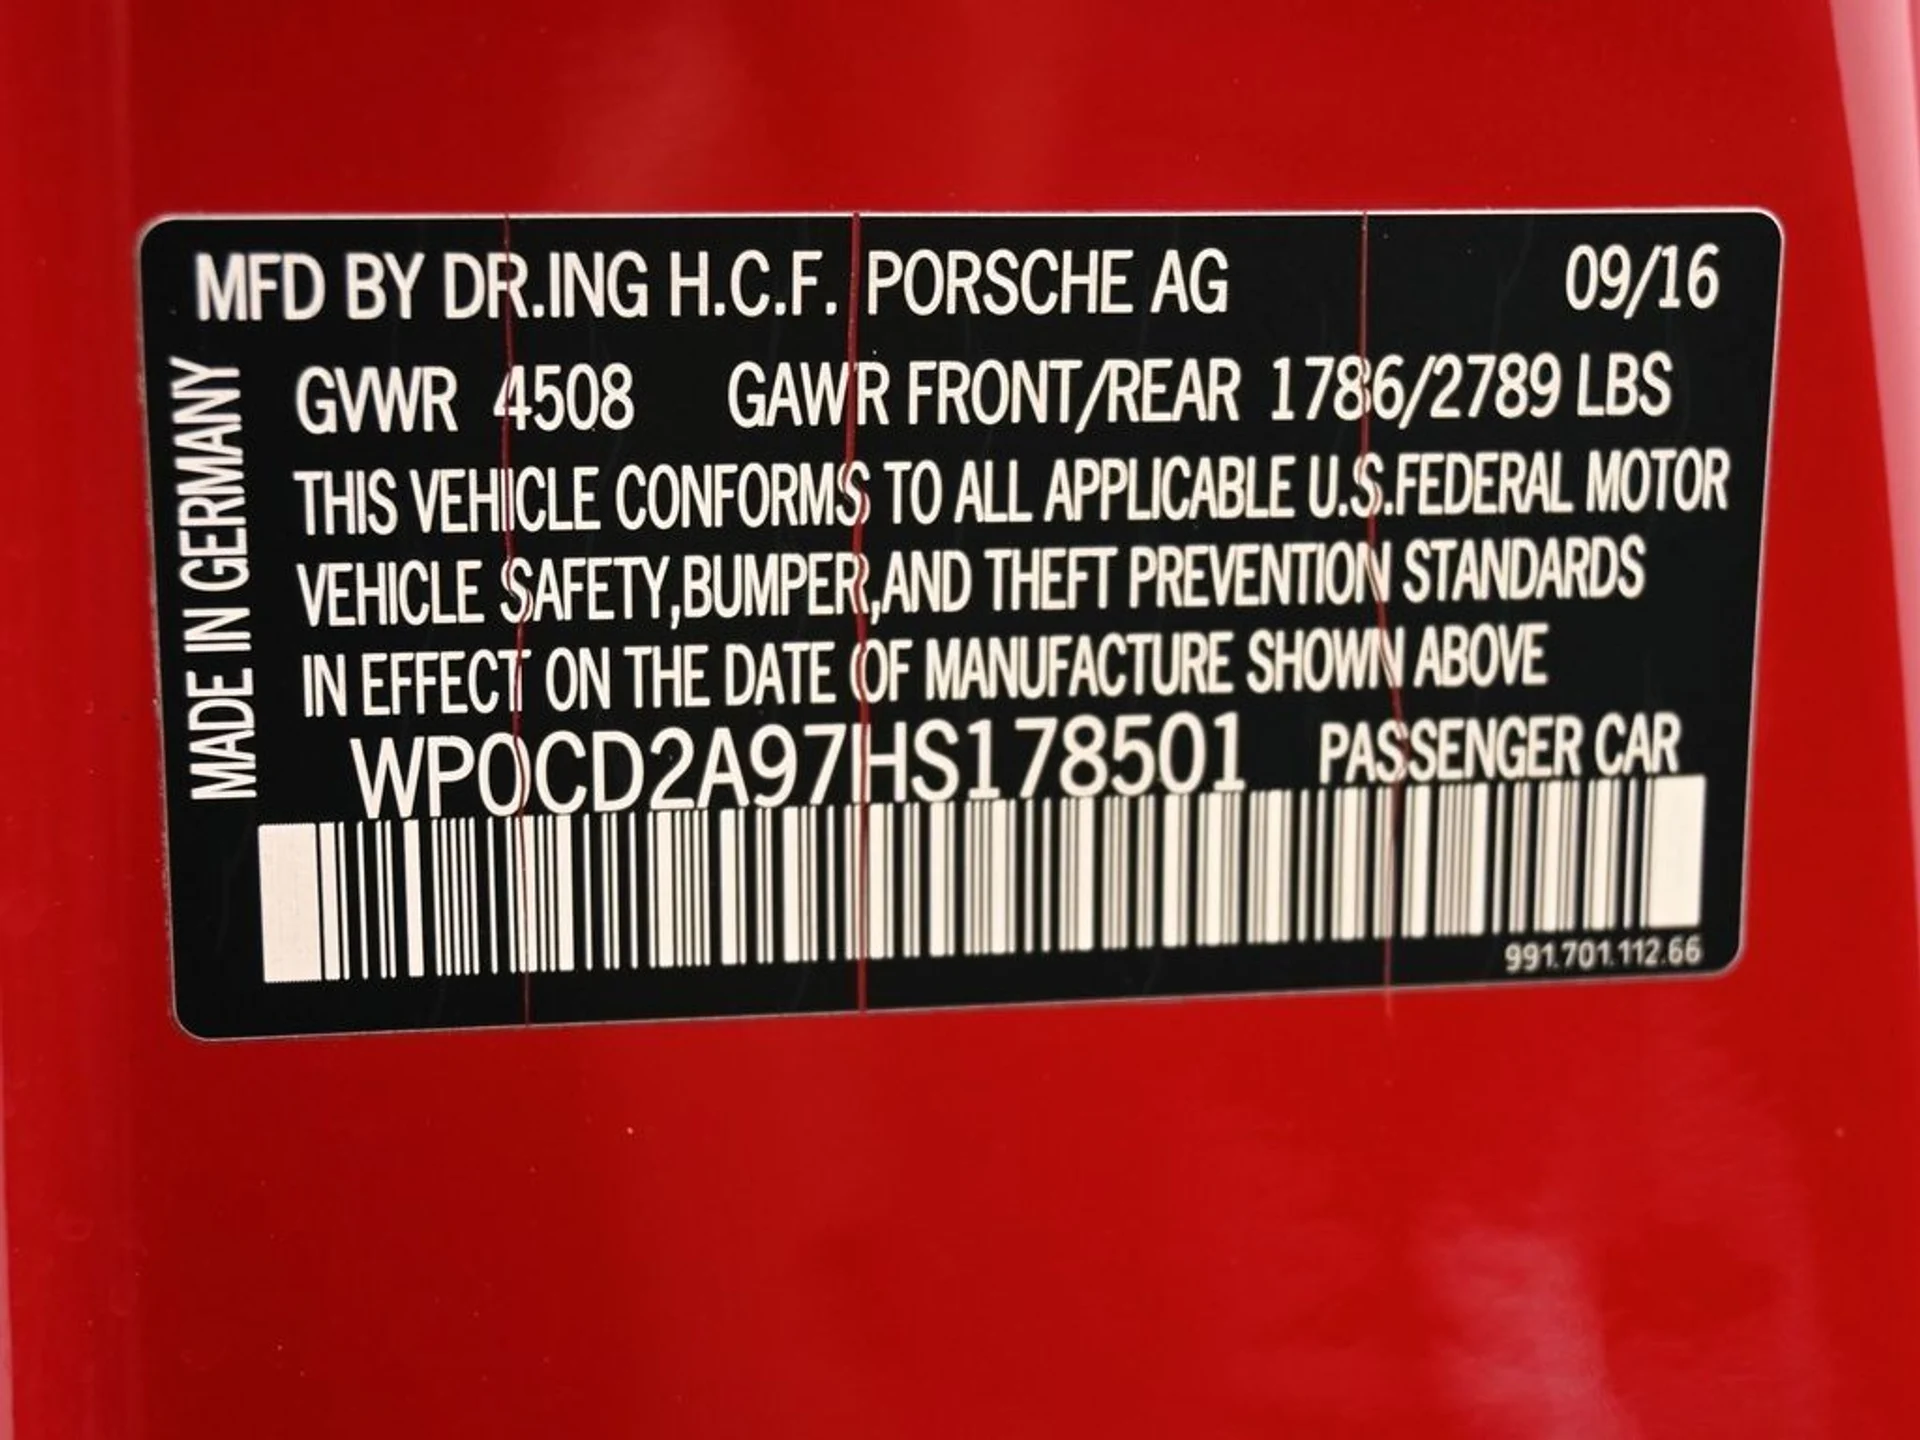 MFD BY DR.ING H.C.F. PORSCHE AG 09/16
MADE IN GERMANY
GVWR 4508 GAWR FRONT/REAR 1786/2789 LBS
THIS VEHICLE CONFORMS TO ALL APPLICABLE U.S.FEDERAL MOTOR
VEHICLE SAFETY,BUMPER,AND THEFT PREVENTION STANDARDS
IN EFFECT ON THE DATE OF MANUFACTURE SHOWN ABOVE
WP0CD2A97HS178501 PASSENGER CAR
991.701.112.66